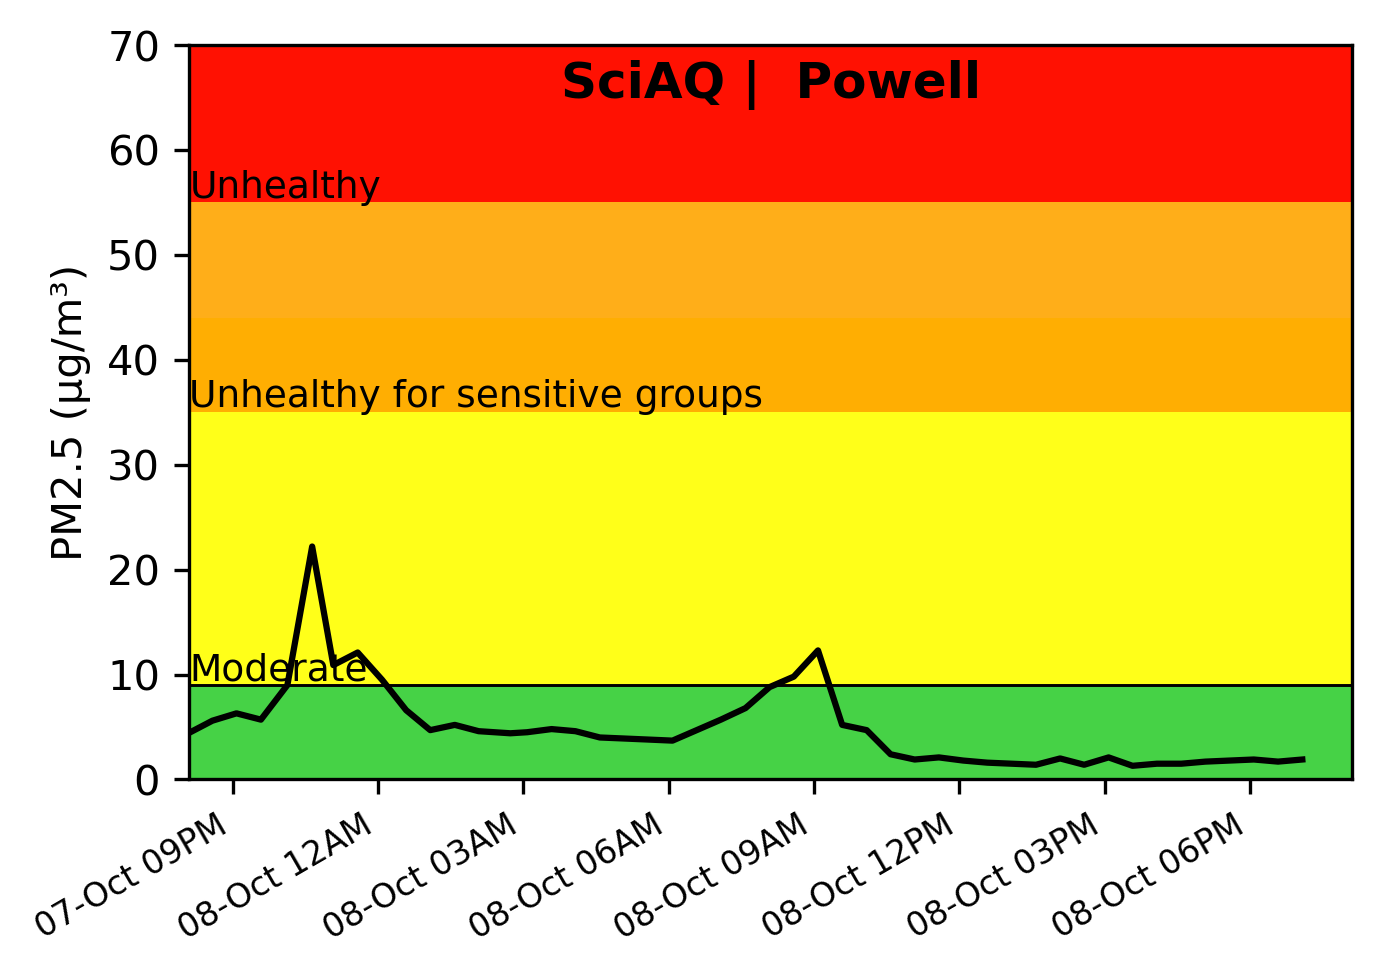 SciAQ | Powell
PM2.5 (µg/m³)
70
60
50
40
30
20
10
0
Unhealthy
Unhealthy for sensitive groups
Moderate
07-Oct 09PM
08-Oct 12AM
08-Oct 03AM
08-Oct 06AM
08-Oct 09AM
08-Oct 12PM
08-Oct 03PM
08-Oct 06PM